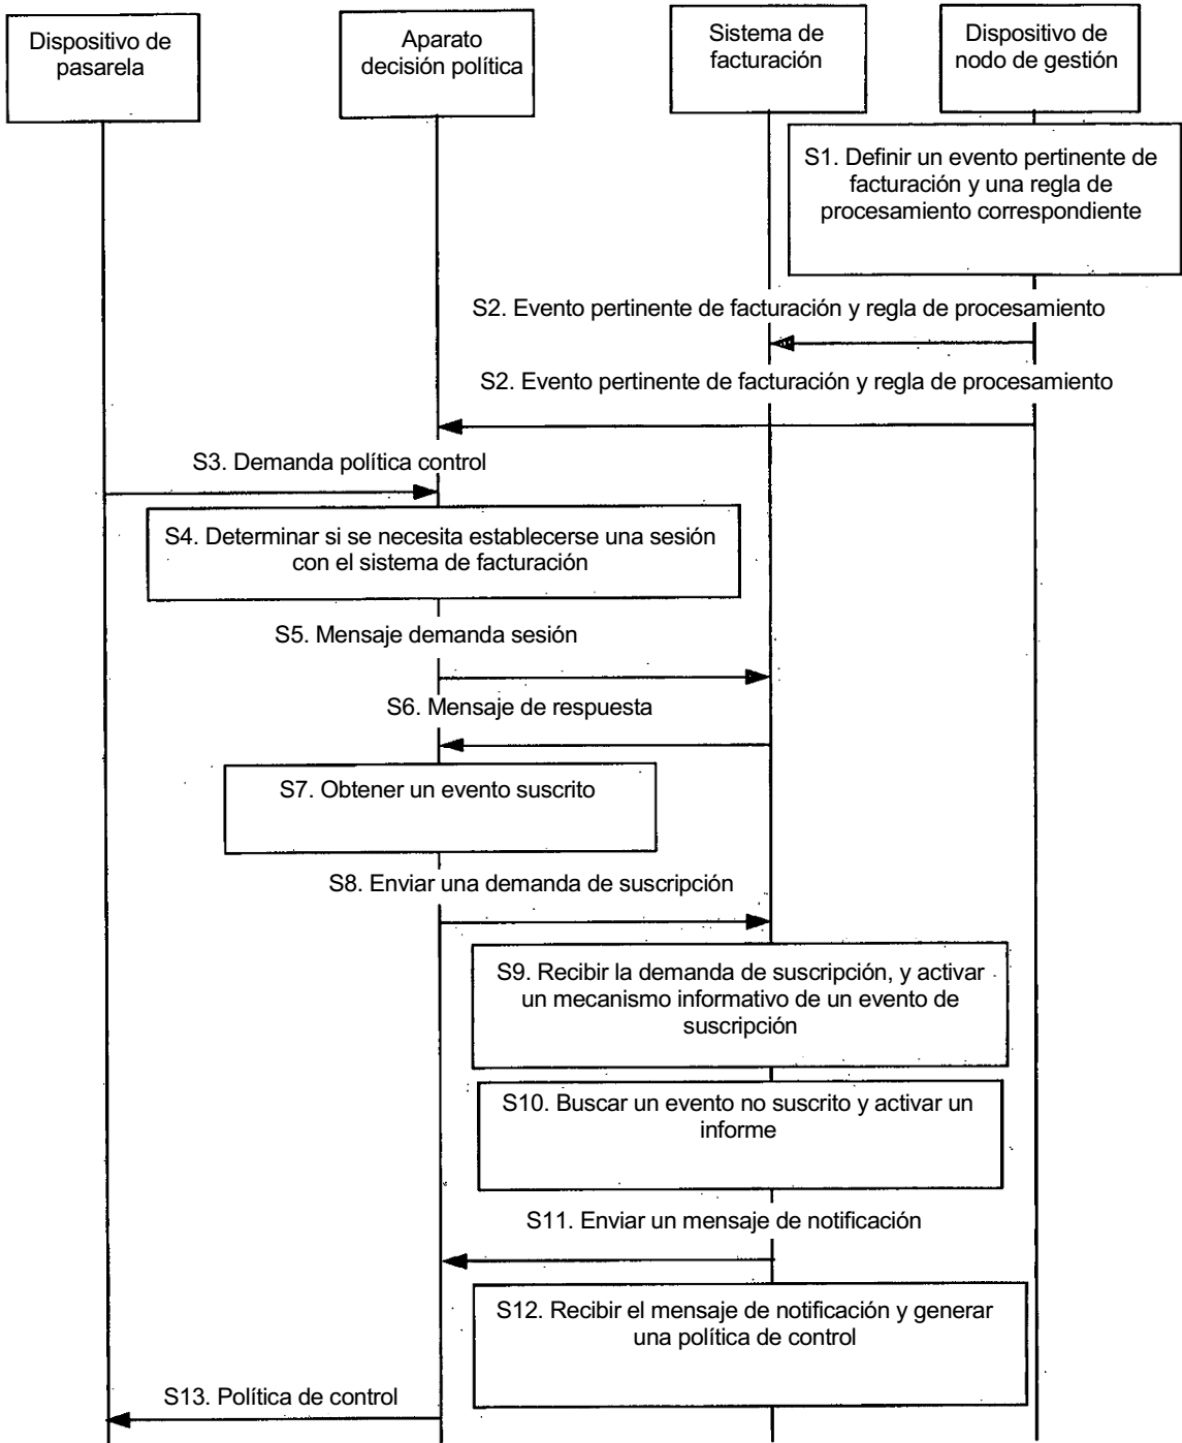 Dispositivo de
pasarela
Aparato
decisión política
Sistema de
facturación
Dispositivo de
nodo de gestión
S1. Definir un evento pertinente de
facturación y una regla de
procesamiento correspondiente
S2. Evento pertinente de facturación y regla de procesamiento
S2. Evento pertinente de facturación y regla de procesamiento
S3. Demanda política control
S4. Determinar si se necesita establecerse una sesión
con el sistema de facturación
S5. Mensaje demanda sesión
S6. Mensaje de respuesta
S7. Obtener un evento suscrito
S8. Enviar una demanda de suscripción
S9. Recibir la demanda de suscripción, y activar
un mecanismo informativo de un evento de
suscripción
S10. Buscar un evento no suscrito y activar un
informe
S11. Enviar un mensaje de notificación
S12. Recibir el mensaje de notificación y generar
una política de control
S13. Política de control